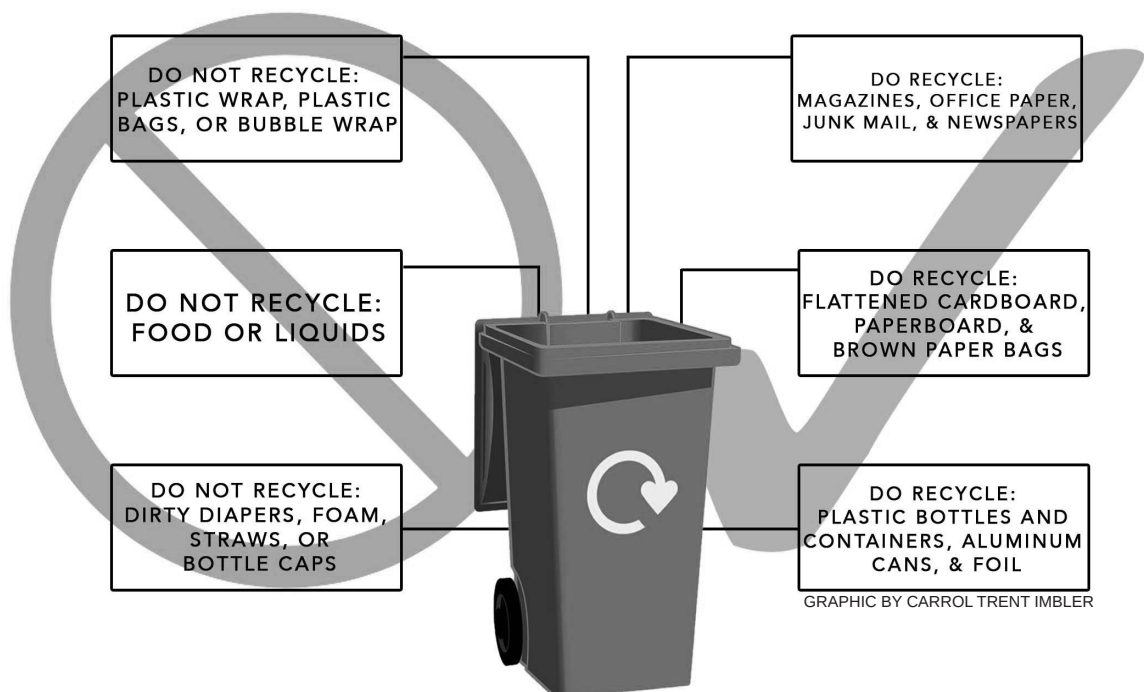 DO NOT RECYCLE:
PLASTIC WRAP, PLASTIC
BAGS, OR BUBBLE WRAP
DO NOT RECYCLE:
FOOD OR LIQUIDS
DO NOT RECYCLE:
DIRTY DIAPERS, FOAM,
STRAWS, OR
BOTTLE CAPS
DO RECYCLE:
MAGAZINES, OFFICE PAPER,
JUNK MAIL, & NEWSPAPERS
DO RECYCLE:
FLATTENED CARDBOARD,
PAPERBOARD, &
BROWN PAPER BAGS
DO RECYCLE:
PLASTIC BOTTLES AND
CONTAINERS, ALUMINUM
CANS, & FOIL
GRAPHIC BY CARROL TRENT IMBLER